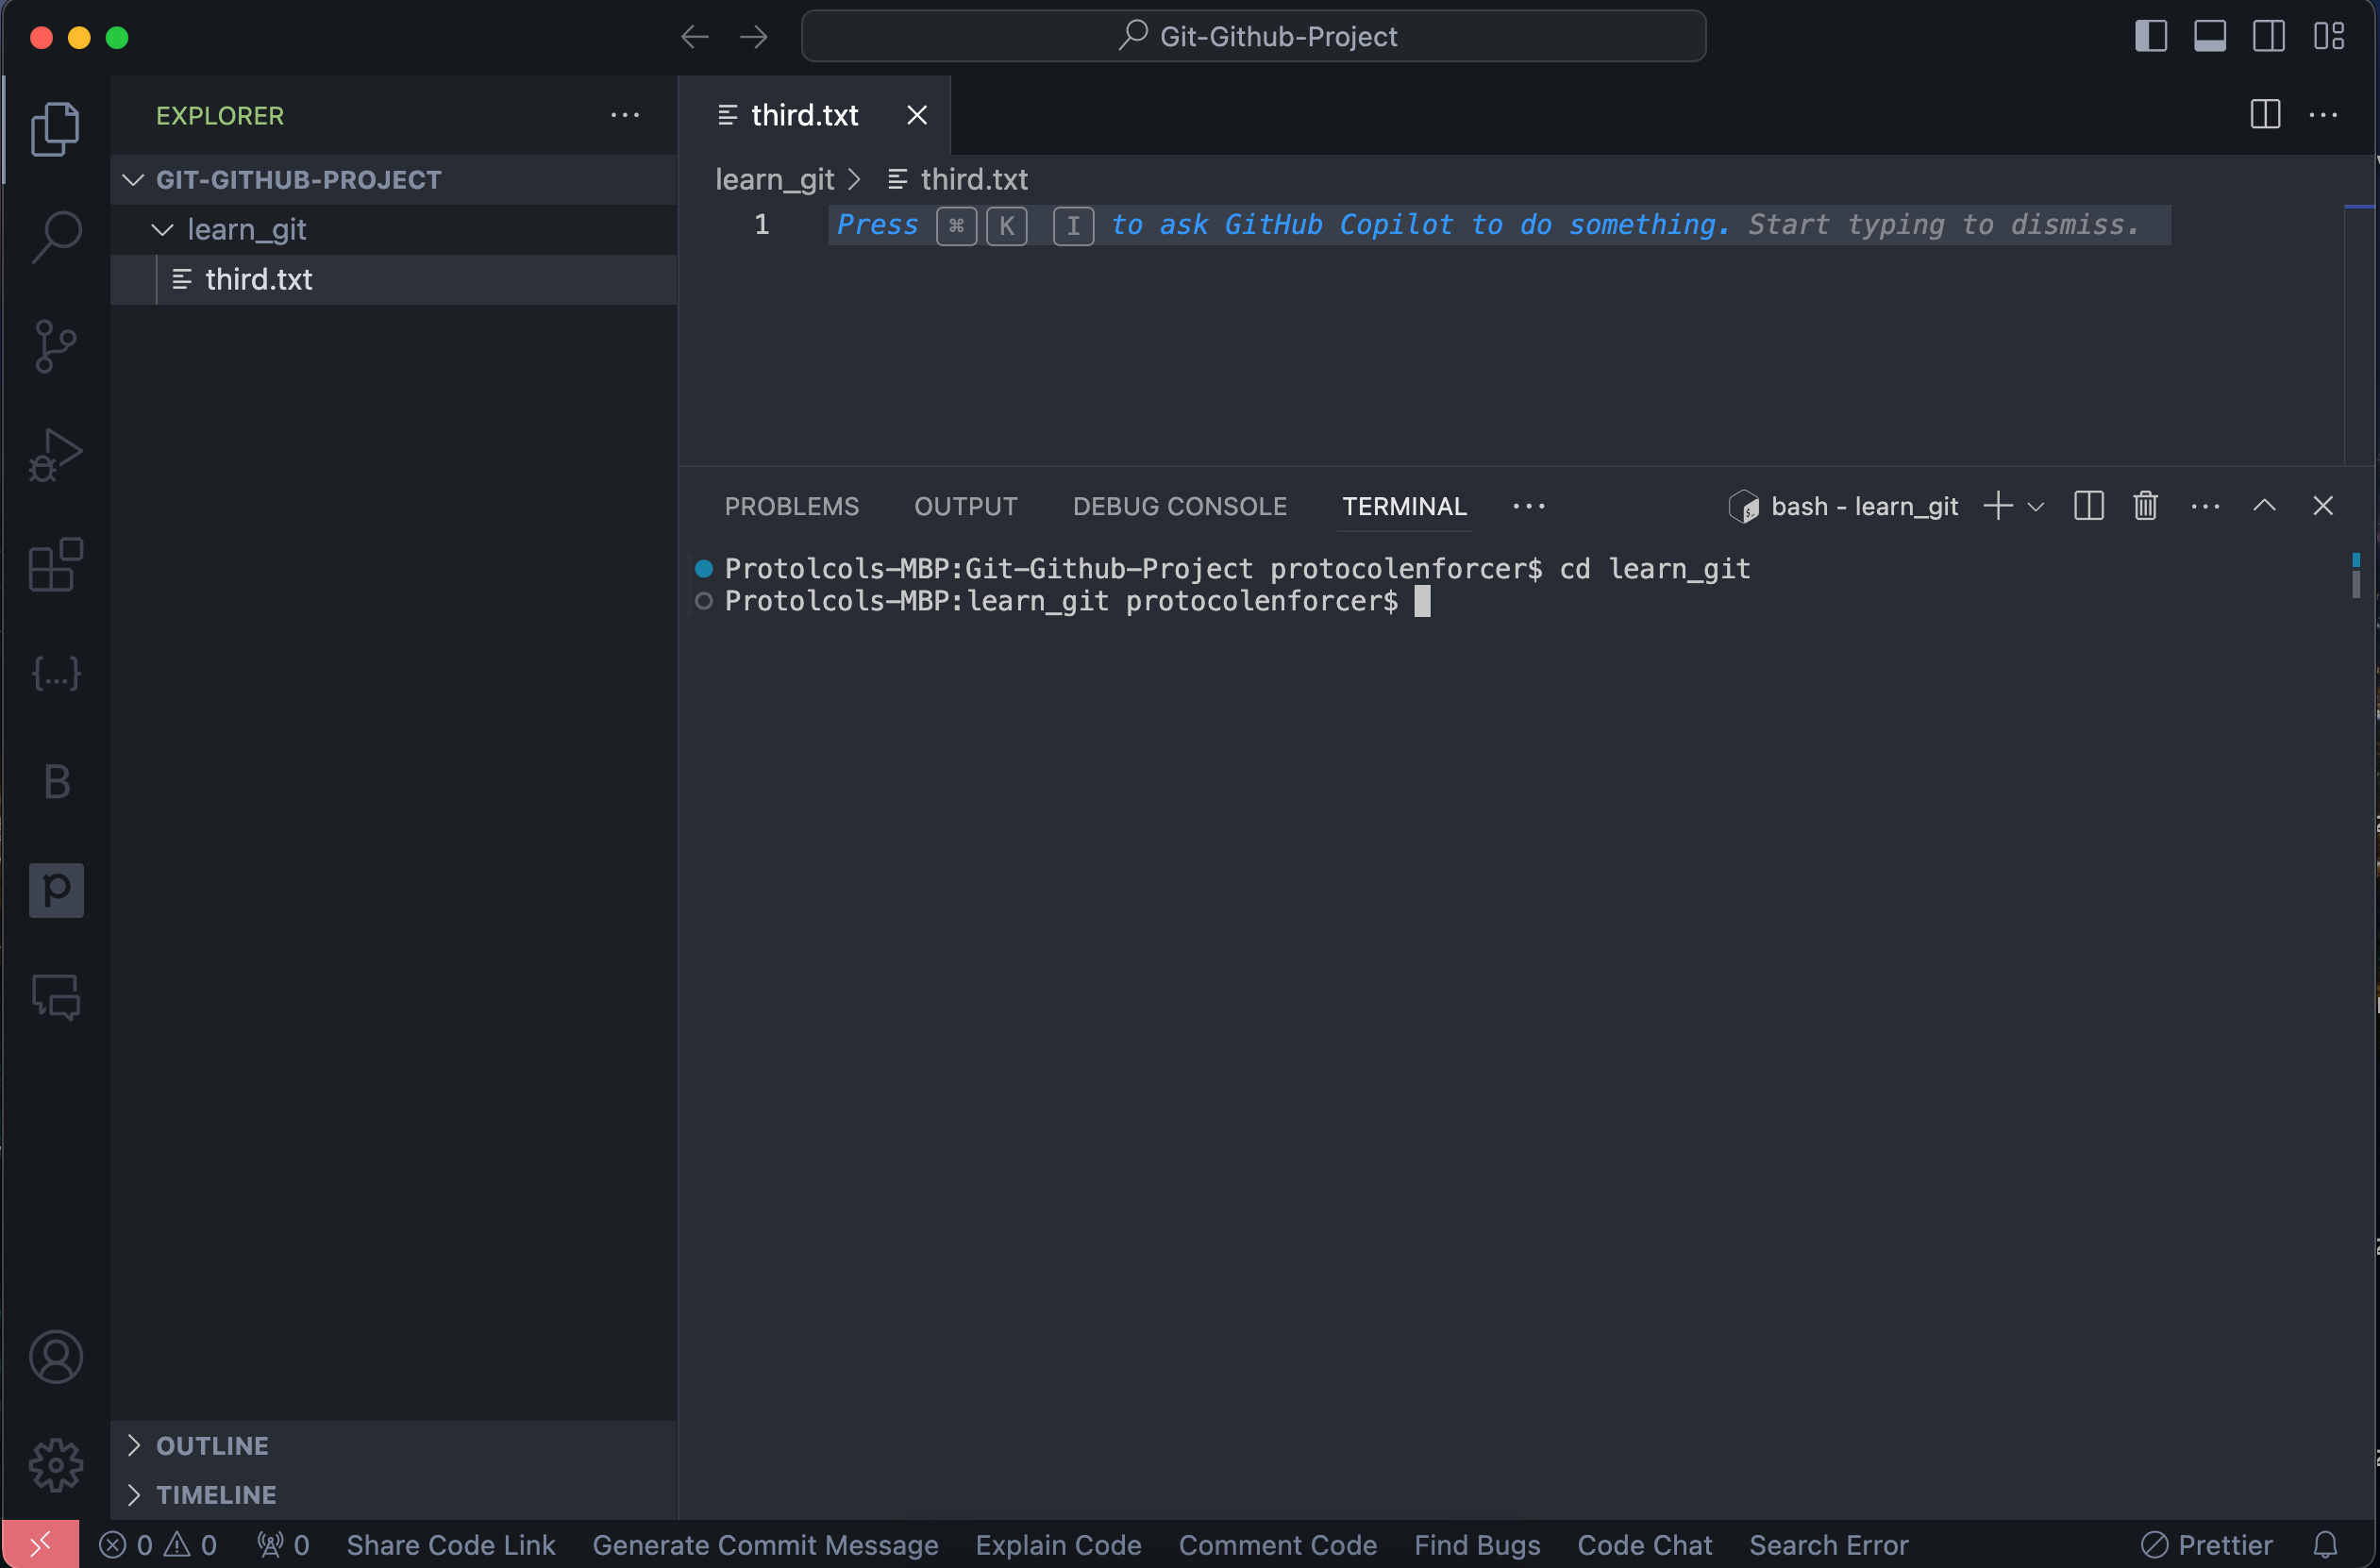 Git-Github-Project
EXPLORER
GIT-GITHUB-PROJECT
learn_git
third.txt
third.txt
learn_git > third.txt
1 Press ⌘ K I to ask GitHub Copilot to do something. Start typing to dismiss.
PROBLEMS OUTPUT DEBUG CONSOLE TERMINAL bash - learn_git
Protolcols-MBP:Git-Github-Project protocolenforcer$ cd learn_git
Protolcols-MBP:learn_git protocolenforcer$
{...}
B
p
OUTLINE
TIMELINE
0 0 0 Share Code Link Generate Commit Message Explain Code Comment Code Find Bugs Code Chat Search Error Prettier